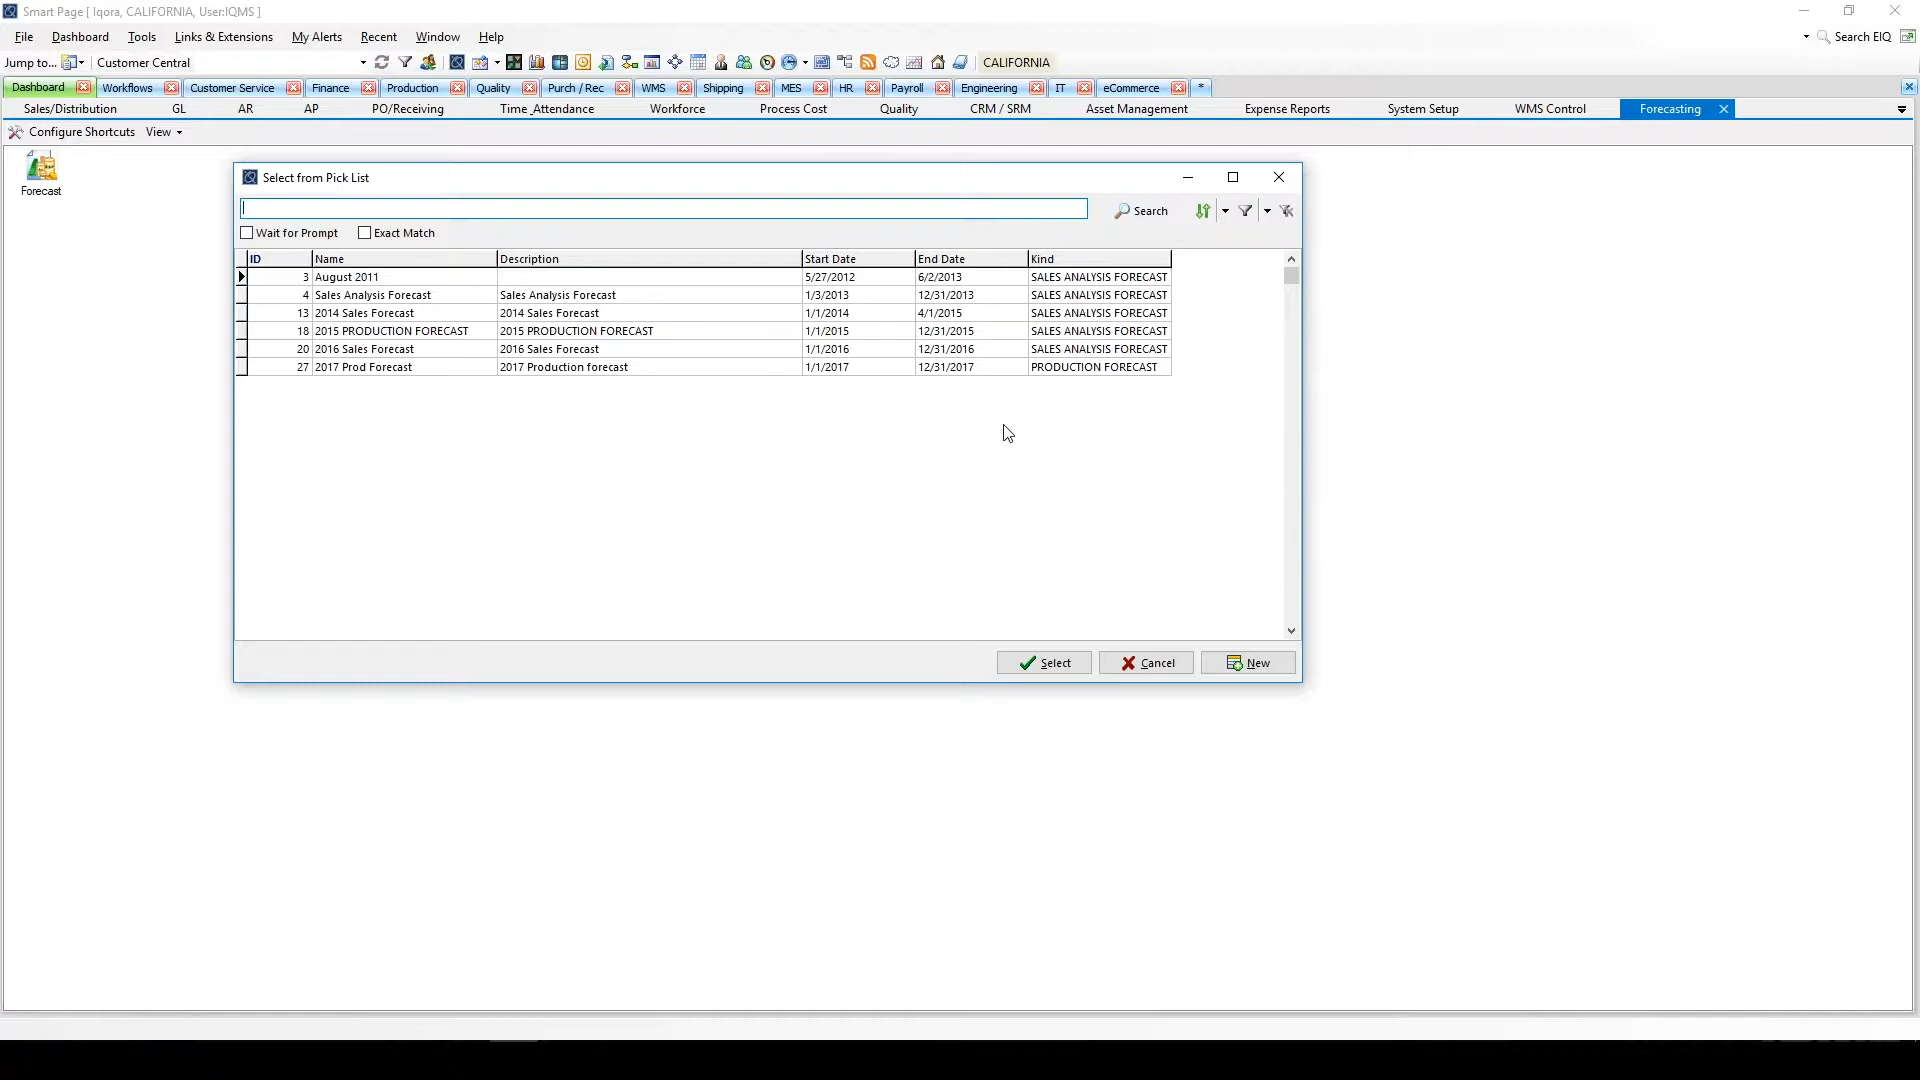 Smart Page [ Iqora, CALIFORNIA, User:IQMS ]
File Dashboard Tools Links & Extensions My Alerts Recent Window Help Search EIQ
Jump to... Customer Central CALIFORNIA
Dashboard Workflows Customer Service Finance Production Quality Purch / Rec WMS Shipping MES HR Payroll Engineering IT eCommerce *
Sales/Distribution GL AR AP PO/Receiving Time_Attendance Workforce Process Cost Quality CRM / SRM Asset Management Expense Reports System Setup WMS Control Forecasting
Configure Shortcuts View
Forecast
Select from Pick List
Search
Wait for Prompt Exact Match
ID Name Description Start Date End Date Kind
3 August 2011 5/27/2012 6/2/2013 SALES ANALYSIS FORECAST
4 Sales Analysis Forecast Sales Analysis Forecast 1/3/2013 12/31/2013 SALES ANALYSIS FORECAST
13 2014 Sales Forecast 2014 Sales Forecast 1/1/2014 4/1/2015 SALES ANALYSIS FORECAST
18 2015 PRODUCTION FORECAST 2015 PRODUCTION FORECAST 1/1/2015 12/31/2015 SALES ANALYSIS FORECAST
20 2016 Sales Forecast 2016 Sales Forecast 1/1/2016 12/31/2016 SALES ANALYSIS FORECAST
27 2017 Prod Forecast 2017 Production forecast 1/1/2017 12/31/2017 PRODUCTION FORECAST
Select Cancel New